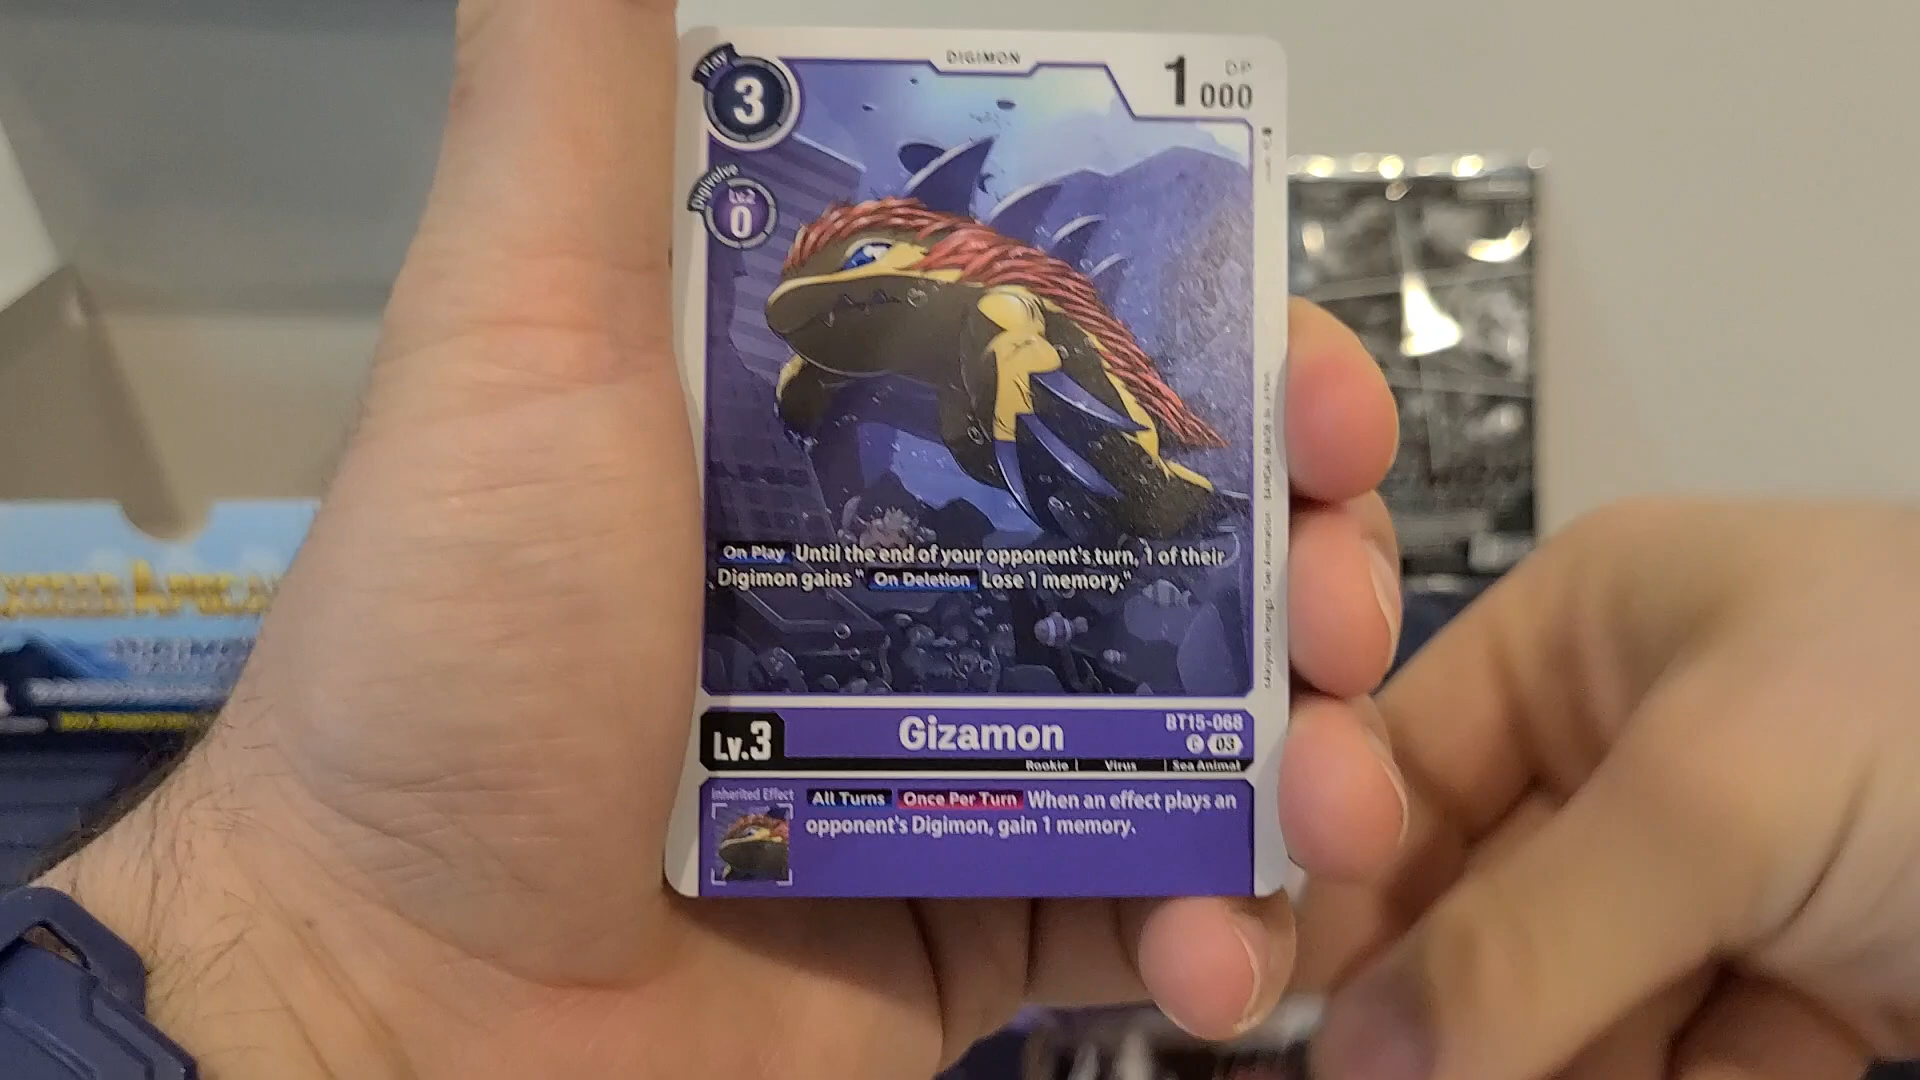 Play
3
DIGIMON
DP
1000
Digivolve
Lv.2
0
On Play Until the end of your opponent's turn, 1 of their
Digimon gains " On Deletion Lose 1 memory."
Lv.3
Gizamon
BT15-068
C 03
Rookie | Virus | Sea Animal
Inherited Effect
All Turns Once Per Turn When an effect plays an
opponent's Digimon, gain 1 memory.